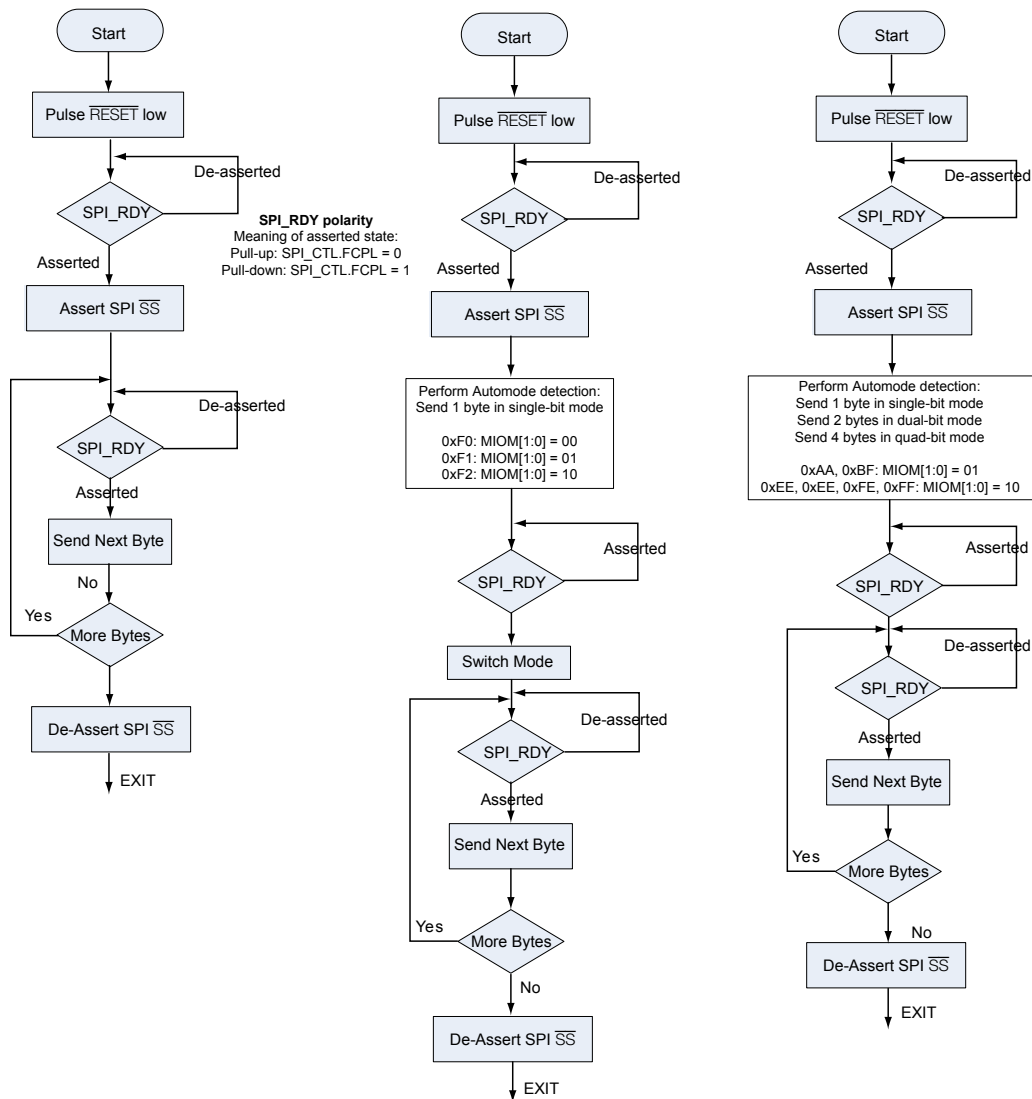 Start
Pulse RESET low
De-asserted
SPI_RDY
SPI_RDY polarity
Meaning of asserted state:
Pull-up: SPI_CTL.FCPL = 0
Pull-down: SPI_CTL.FCPL = 1
Asserted
Assert SPI SS
De-asserted
SPI_RDY
Asserted
Send Next Byte
No
Yes
More Bytes
De-Assert SPI SS
EXIT
Start
Pulse RESET low
De-asserted
SPI_RDY
Asserted
Assert SPI SS
Perform Automode detection:
Send 1 byte in single-bit mode
0xF0: MIOM[1:0] = 00
0xF1: MIOM[1:0] = 01
0xF2: MIOM[1:0] = 10
Asserted
SPI_RDY
Switch Mode
De-asserted
SPI_RDY
Asserted
Send Next Byte
Yes
More Bytes
No
De-Assert SPI SS
EXIT
Start
Pulse RESET low
De-asserted
SPI_RDY
Asserted
Assert SPI SS
Perform Automode detection:
Send 1 byte in single-bit mode
Send 2 bytes in dual-bit mode
Send 4 bytes in quad-bit mode
0xAA, 0xBF: MIOM[1:0] = 01
0xEE, 0xEE, 0xFE, 0xFF: MIOM[1:0] = 10
Asserted
SPI_RDY
De-asserted
SPI_RDY
Asserted
Send Next Byte
Yes
More Bytes
No
De-Assert SPI SS
EXIT